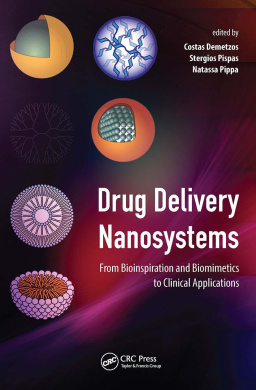 edited by
Costas Demetzos
Stergios Pispas
Natassa Pippa
Drug Delivery
Nanosystems
From Bioinspiration and Biomimetics
to Clinical Applications
CRC Press
Taylor & Francis Group